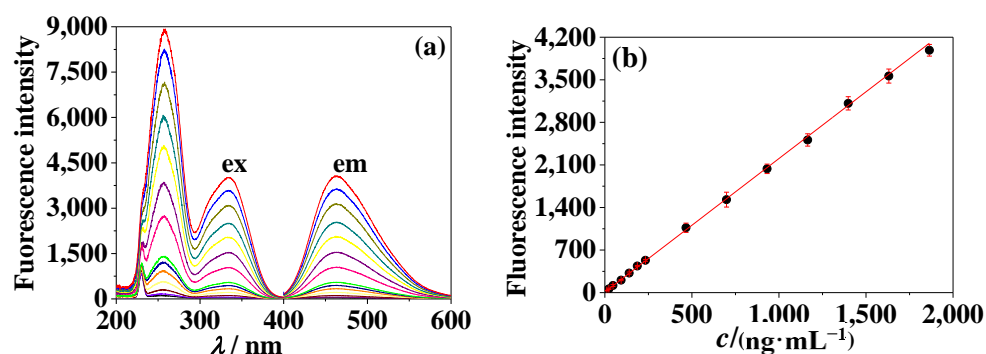 (a)
Fuorescence intensity
9,000
7,500
6,000
4,500
3,000
1,500
0
ex
em
200 300 400 500 600
λ / nm
(b)
Fluorescence intensity
4,200
3,500
2,800
2,100
1,400
700
0
0 500 1,000 1,500 2,000
c/(ng·mL⁻¹)